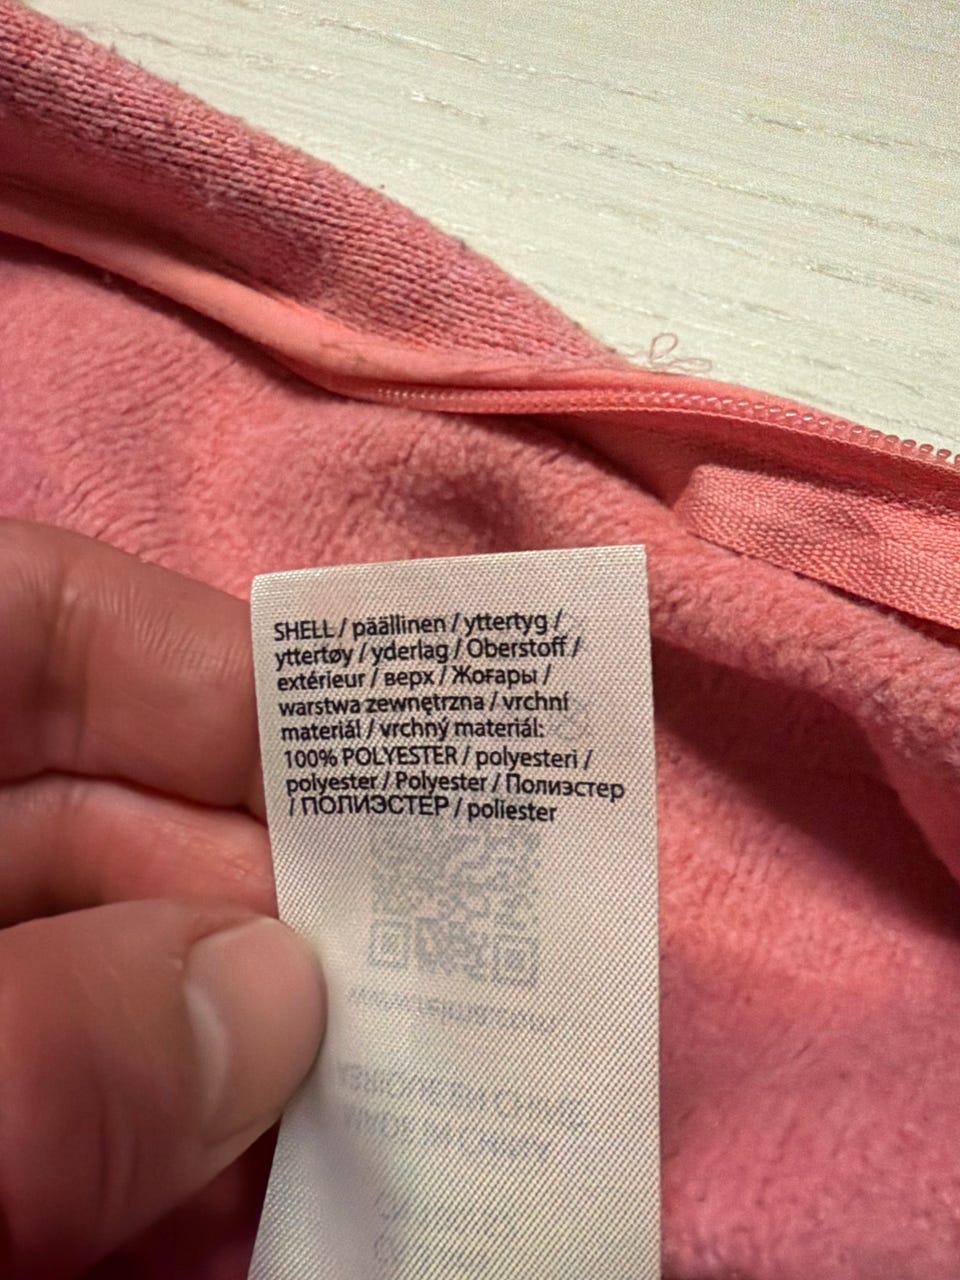 SHELL / päällinen / yttertyg /
yttertøy / yderlag / Oberstoff /
extérieur / верх / Жоғары /
warstwa zewnętrzna / vrchní
materiál / vrchný materiál:
100% POLYESTER / polyesteri /
polyester / Polyester / Полиэстер
/ ПОЛИЭСТЕР / poliester